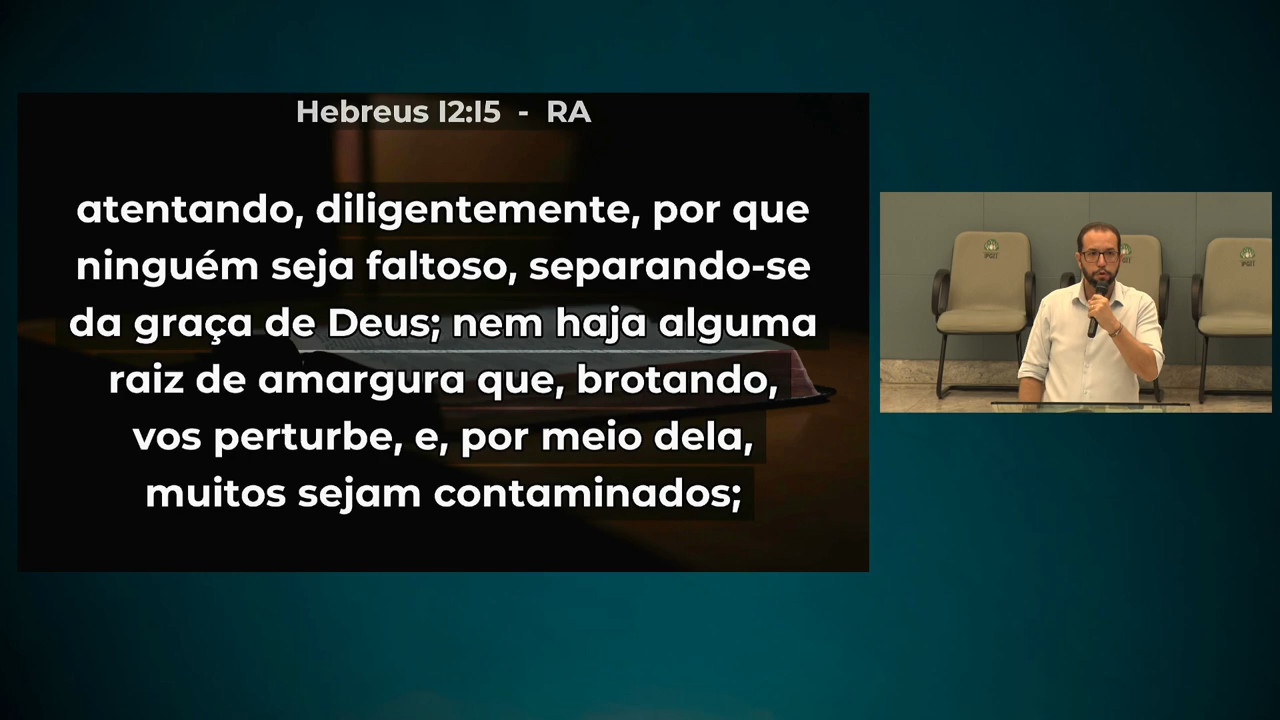 Hebreus 12:15 - RA
atentando, diligentemente, por que
ninguém seja faltoso, separando-se
da graça de Deus; nem haja alguma
raiz de amargura que, brotando,
vos perturbe, e, por meio dela,
muitos sejam contaminados;